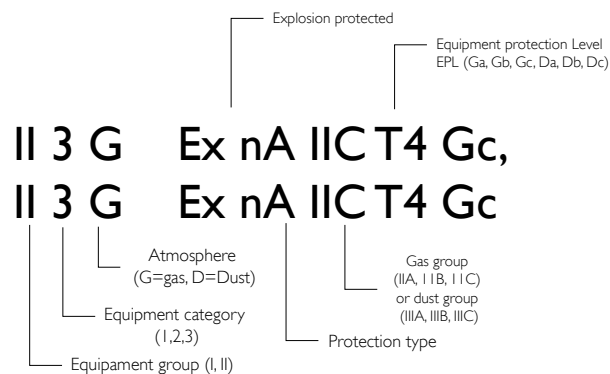 Explosion protected
Equipment protection Level
EPL (Ga, Gb, Gc, Da, Db, Dc)
II 3 G Ex nA IIC T4 Gc,
II 3 G Ex nA IIC T4 Gc
Atmosphere
(G=gas, D=Dust)
Gas group
(IIA, 11B, 11C)
or dust group
(IIIA, IIIB, IIIC)
Equipment category
(1,2,3)
Protection type
Equipament group (I, II)